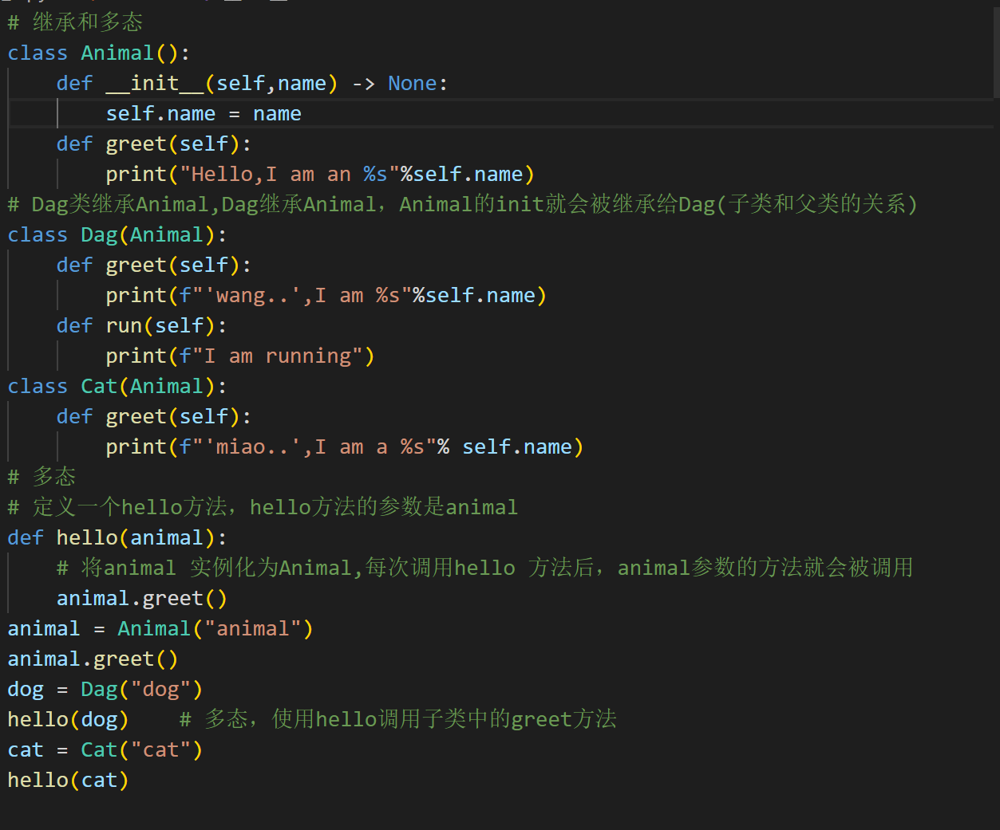 # 继承和多态
class Animal():
    def __init__(self,name) -> None:
        self.name = name
    def greet(self):
        print("Hello,I am an %s"%self.name)
# Dag类继承Animal,Dag继承Animal，Animal的init就会被继承给Dag(子类和父类的关系)
class Dag(Animal):
    def greet(self):
        print(f"'wang..',I am %s"%self.name)
    def run(self):
        print(f"I am running")
class Cat(Animal):
    def greet(self):
        print(f"'miao..',I am a %s"% self.name)
# 多态
# 定义一个hello方法，hello方法的参数是animal
def hello(animal):
    # 将animal 实例化为Animal,每次调用hello 方法后，animal参数的方法就会被调用
    animal.greet()
animal = Animal("animal")
animal.greet()
dog = Dag("dog")
hello(dog)    # 多态，使用hello调用子类中的greet方法
cat = Cat("cat")
hello(cat)